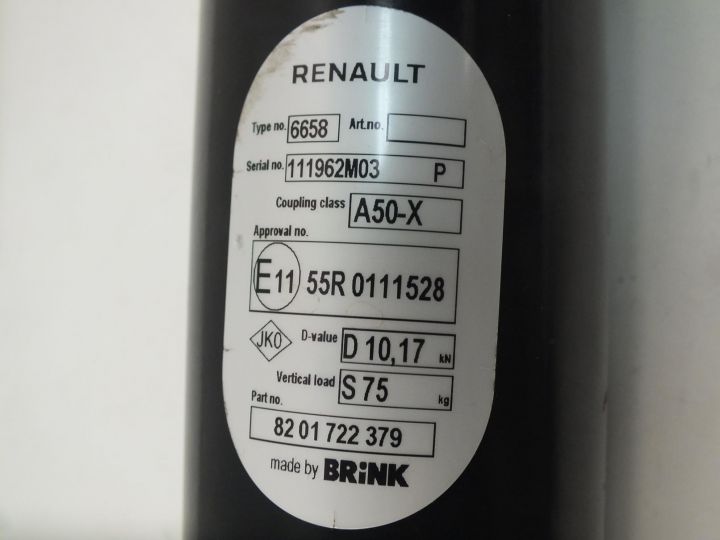 RENAULT
Type no. 6658 Art.no.
Serial no. 111962M03 P
Coupling class A50-X
Approval no.
E11 55R 0111528
JKO D-value D 10,17 kN
Vertical load S 75 kg
Part no.
82 01 722 379
made by BRiNK